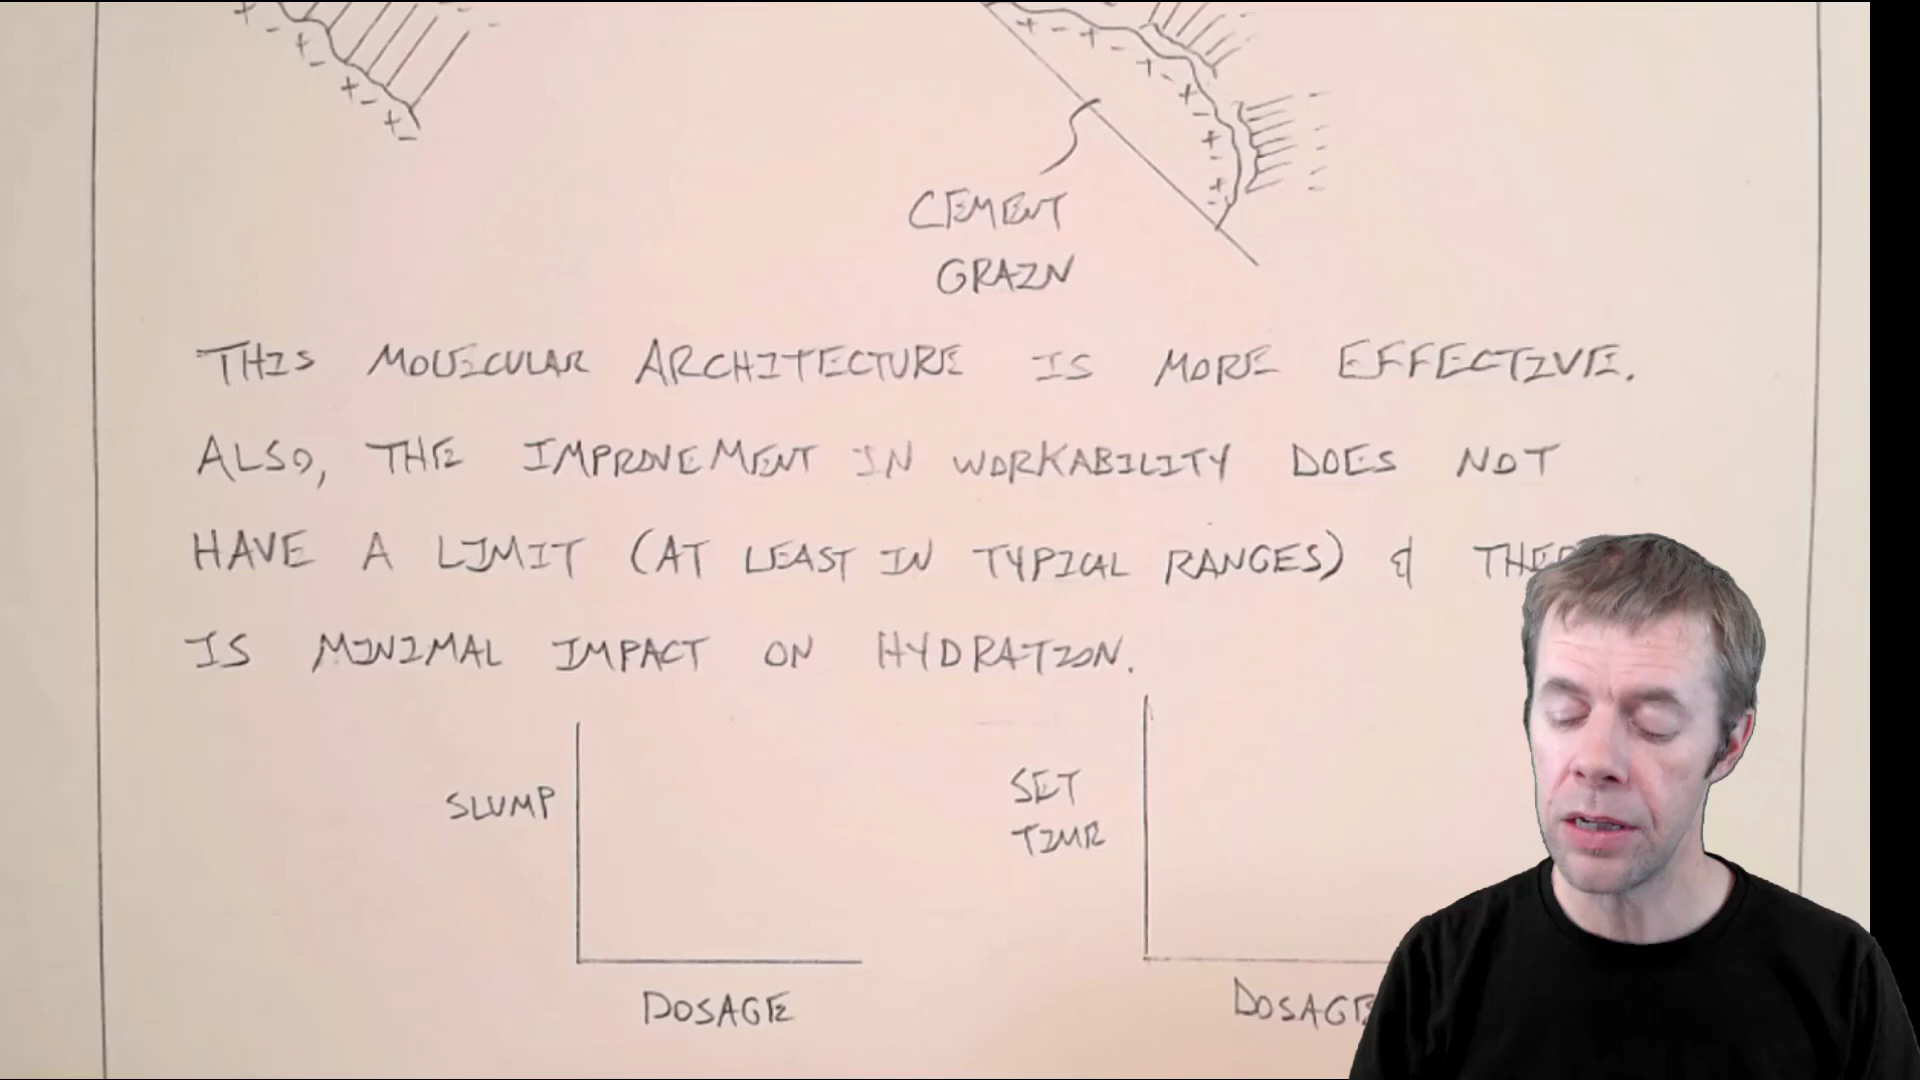 CEMENT
GRAIN
THIS MOLECULAR ARCHITECTURE IS MORE EFFECTIVE.
ALSO, THE IMPROVEMENT IN WORKABILITY DOES NOT
HAVE A LIMIT (AT LEAST IN TYPICAL RANGES) &
IS MINIMAL IMPACT ON HYDRATION.
SLUMP
SET
TIME
DOSAGE
DOSAGE